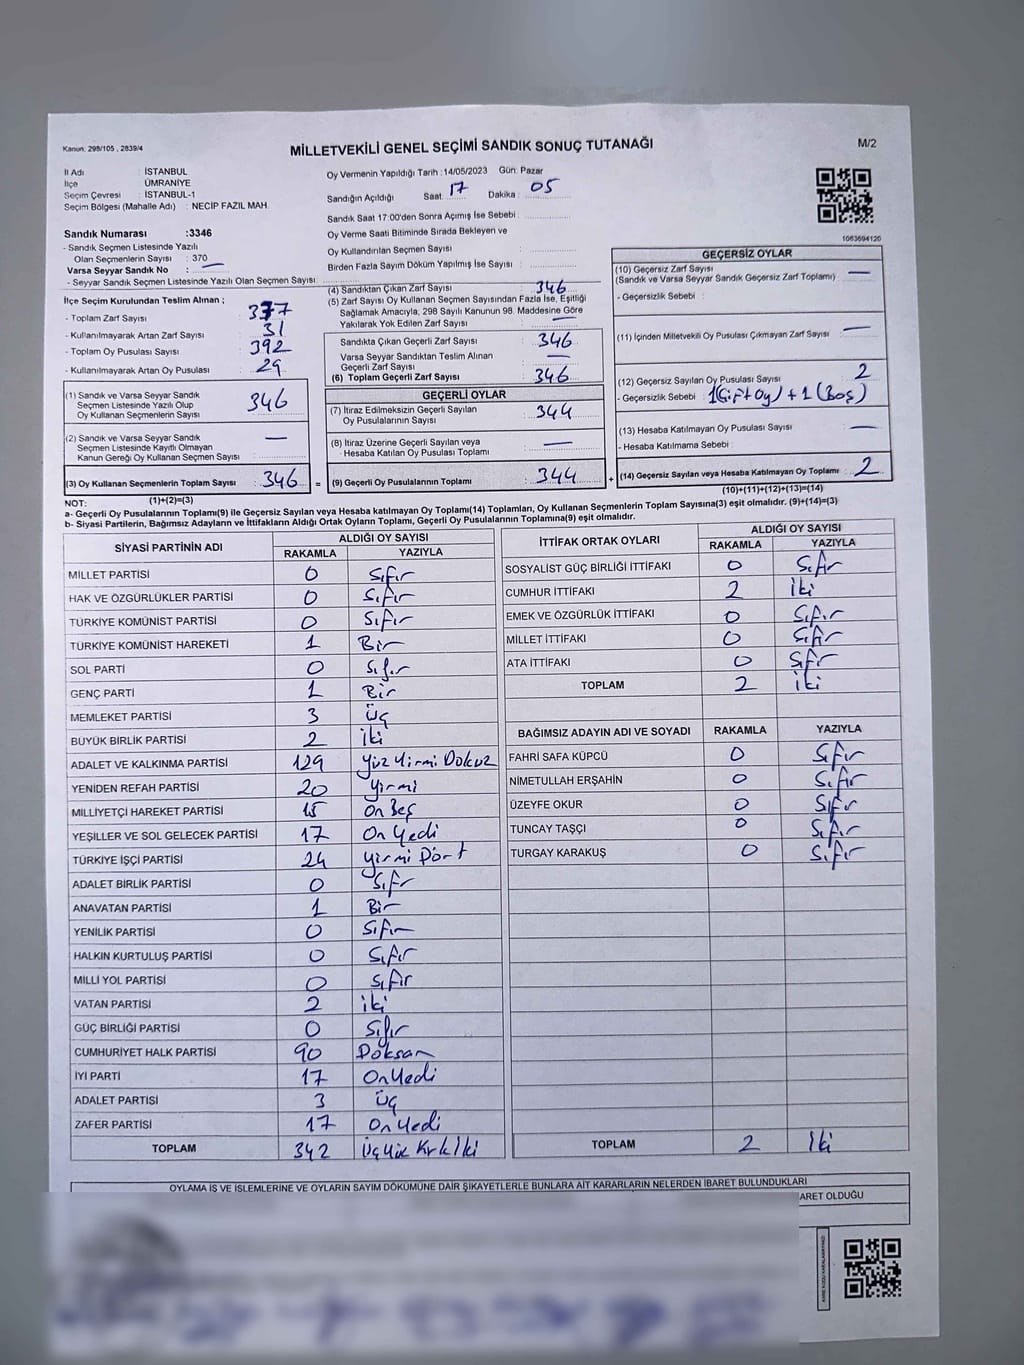 Kanun: 298/105 , 2839/4
MİLLETVEKİLİ GENEL SEÇİMİ SANDIK SONUÇ TUTANAĞI
M/2
İl Adı : İSTANBUL
İlçe : ÜMRANİYE
Seçim Çevresi : İSTANBUL-1
Seçim Bölgesi (Mahalle Adı) : NECİP FAZIL MAH.
Sandık Numarası :3346
- Sandık Seçmen Listesinde Yazılı
Olan Seçmenlerin Sayısı : 370
Varsa Seyyar Sandık No : —
- Seyyar Sandık Seçmen Listesinde Yazılı Olan Seçmen Sayısı:
Oy Vermenin Yapıldığı Tarih :14/05/2023 Gün: Pazar
Sandığın Açıldığı Saat: 17 Dakika : 05
Sandık Saat 17:00'den Sonra Açımış İse Sebebi :
Oy Verme Saati Bitiminde Sırada Bekleyen ve
Oy Kullandırılan Seçmen Sayısı :
Birden Fazla Sayım Döküm Yapılmış İse Sayısı :
1063694120
İlçe Seçim Kurulundan Teslim Alınan ;
- Toplam Zarf Sayısı : 377
- Kullanılmayarak Artan Zarf Sayısı : 31
- Toplam Oy Pusulası Sayısı : 392
- Kullanılmayarak Artan Oy Pusulası : 29
(1) Sandık ve Varsa Seyyar Sandık
Seçmen Listesinde Yazılı Olup
Oy Kullanan Seçmenlerin Sayısı : 346
(2) Sandık ve Varsa Seyyar Sandık
Seçmen Listesinde Kayıtlı Olmayan
Kanun Gereği Oy Kullanan Seçmen Sayısı : —
(3) Oy Kullanan Seçmenlerin Toplam Sayısı : 346
(1)+(2)=(3)
(4) Sandıktan Çıkan Zarf Sayısı : 346
(5) Zarf Sayısı Oy Kullanan Seçmen Sayısından Fazla İse, Eşitliği
Sağlamak Amacıyla, 298 Sayılı Kanunun 98. Maddesine Göre
Yakılarak Yok Edilen Zarf Sayısı : —
Sandıkta Çıkan Geçerli Zarf Sayısı : 346
Varsa Seyyar Sandıktan Teslim Alınan
Geçerli Zarf Sayısı : —
(6) Toplam Geçerli Zarf Sayısı : 346
GEÇERLİ OYLAR
(7) İtiraz Edilmeksizin Geçerli Sayılan
Oy Pusulalarının Sayısı : 344
(8) İtiraz Üzerine Geçerli Sayılan veya
Hesaba Katılan Oy Pusulası Toplamı : —
= (9) Geçerli Oy Pusulalarının Toplamı : 344 +
GEÇERSİZ OYLAR
(10) Geçersiz Zarf Sayısı : —
(Sandık ve Varsa Seyyar Sandık Geçersiz Zarf Toplamı)
- Geçersizlik Sebebi :
(11) İçinden Milletvekili Oy Pusulası Çıkmayan Zarf Sayısı : —
(12) Geçersiz Sayılan Oy Pusulası Sayısı : 2
- Geçersizlik Sebebi : 1(Çift Oy) + 1 (Boş)
(13) Hesaba Katılmayan Oy Pusulası Sayısı : —
- Hesaba Katılmama Sebebi :
(14) Geçersiz Sayılan veya Hesaba Katılmayan Oy Toplamı : 2
(10)+(11)+(12)+(13)=(14)
NOT:
a- Geçerli Oy Pusulalarının Toplamı(9) ile Geçersiz Sayılan veya Hesaba katılmayan Oy Toplamı(14) Toplamları, Oy Kullanan Seçmenlerin Toplam Sayısına(3) eşit olmalıdır. (9)+(14)=(3)
b- Siyasi Partilerin, Bağımsız Adayların ve İttifakların Aldığı Ortak Oyların Toplamı, Geçerli Oy Pusulalarının Toplamına(9) eşit olmalıdır.
SİYASİ PARTİNİN ADI ALDIĞI OY SAYISI
RAKAMLA YAZIYLA
MİLLET PARTİSİ 0 Sıfır
HAK VE ÖZGÜRLÜKLER PARTİSİ 0 Sıfır
TÜRKİYE KOMÜNİST PARTİSİ 0 Sıfır
TÜRKİYE KOMÜNİST HAREKETİ 1 Bir
SOL PARTİ 0 Sıfır
GENÇ PARTİ 1 Bir
MEMLEKET PARTİSİ 3 Üç
BÜYÜK BİRLİK PARTİSİ 2 İki
ADALET VE KALKINMA PARTİSİ 129 Yüz Yirmi Dokuz
YENİDEN REFAH PARTİSİ 20 Yirmi
MİLLİYETÇİ HAREKET PARTİSİ 15 On Beş
YEŞİLLER VE SOL GELECEK PARTİSİ 17 On Yedi
TÜRKİYE İŞÇİ PARTİSİ 24 Yirmi Dört
ADALET BİRLİK PARTİSİ 0 Sıfır
ANAVATAN PARTİSİ 1 Bir
YENİLİK PARTİSİ 0 Sıfır
HALKIN KURTULUŞ PARTİSİ 0 Sıfır
MİLLİ YOL PARTİSİ 0 Sıfır
VATAN PARTİSİ 2 İki
GÜÇ BİRLİĞİ PARTİSİ 0 Sıfır
CUMHURİYET HALK PARTİSİ 90 Doksan
İYİ PARTİ 17 On Yedi
ADALET PARTİSİ 3 Üç
ZAFER PARTİSİ 17 On Yedi
TOPLAM 342 Üç Yüz Kırk İki
İTTİFAK ORTAK OYLARI ALDIĞI OY SAYISI
RAKAMLA YAZIYLA
SOSYALİST GÜÇ BİRLİĞİ İTTİFAKI 0 Sıfır
CUMHUR İTTİFAKI 2 İki
EMEK VE ÖZGÜRLÜK İTTİFAKI 0 Sıfır
MİLLET İTTİFAKI 0 Sıfır
ATA İTTİFAKI 0 Sıfır
TOPLAM 2 İki
BAĞIMSIZ ADAYIN ADI VE SOYADI RAKAMLA YAZIYLA
FAHRİ SAFA KÜPCÜ 0 Sıfır
NİMETULLAH ERŞAHİN 0 Sıfır
ÜZEYFE OKUR 0 Sıfır
TUNCAY TAŞÇI 0 Sıfır
TURGAY KARAKUŞ 0 Sıfır
TOPLAM 2 İki
OYLAMA İŞ VE İŞLEMLERİNE VE OYLARIN SAYIM DÖKÜMÜNE DAİR ŞİKAYETLERLE BUNLARA AİT KARARLARIN NELERDEN İBARET BULUNDUKLARI
ARET OLDUĞU